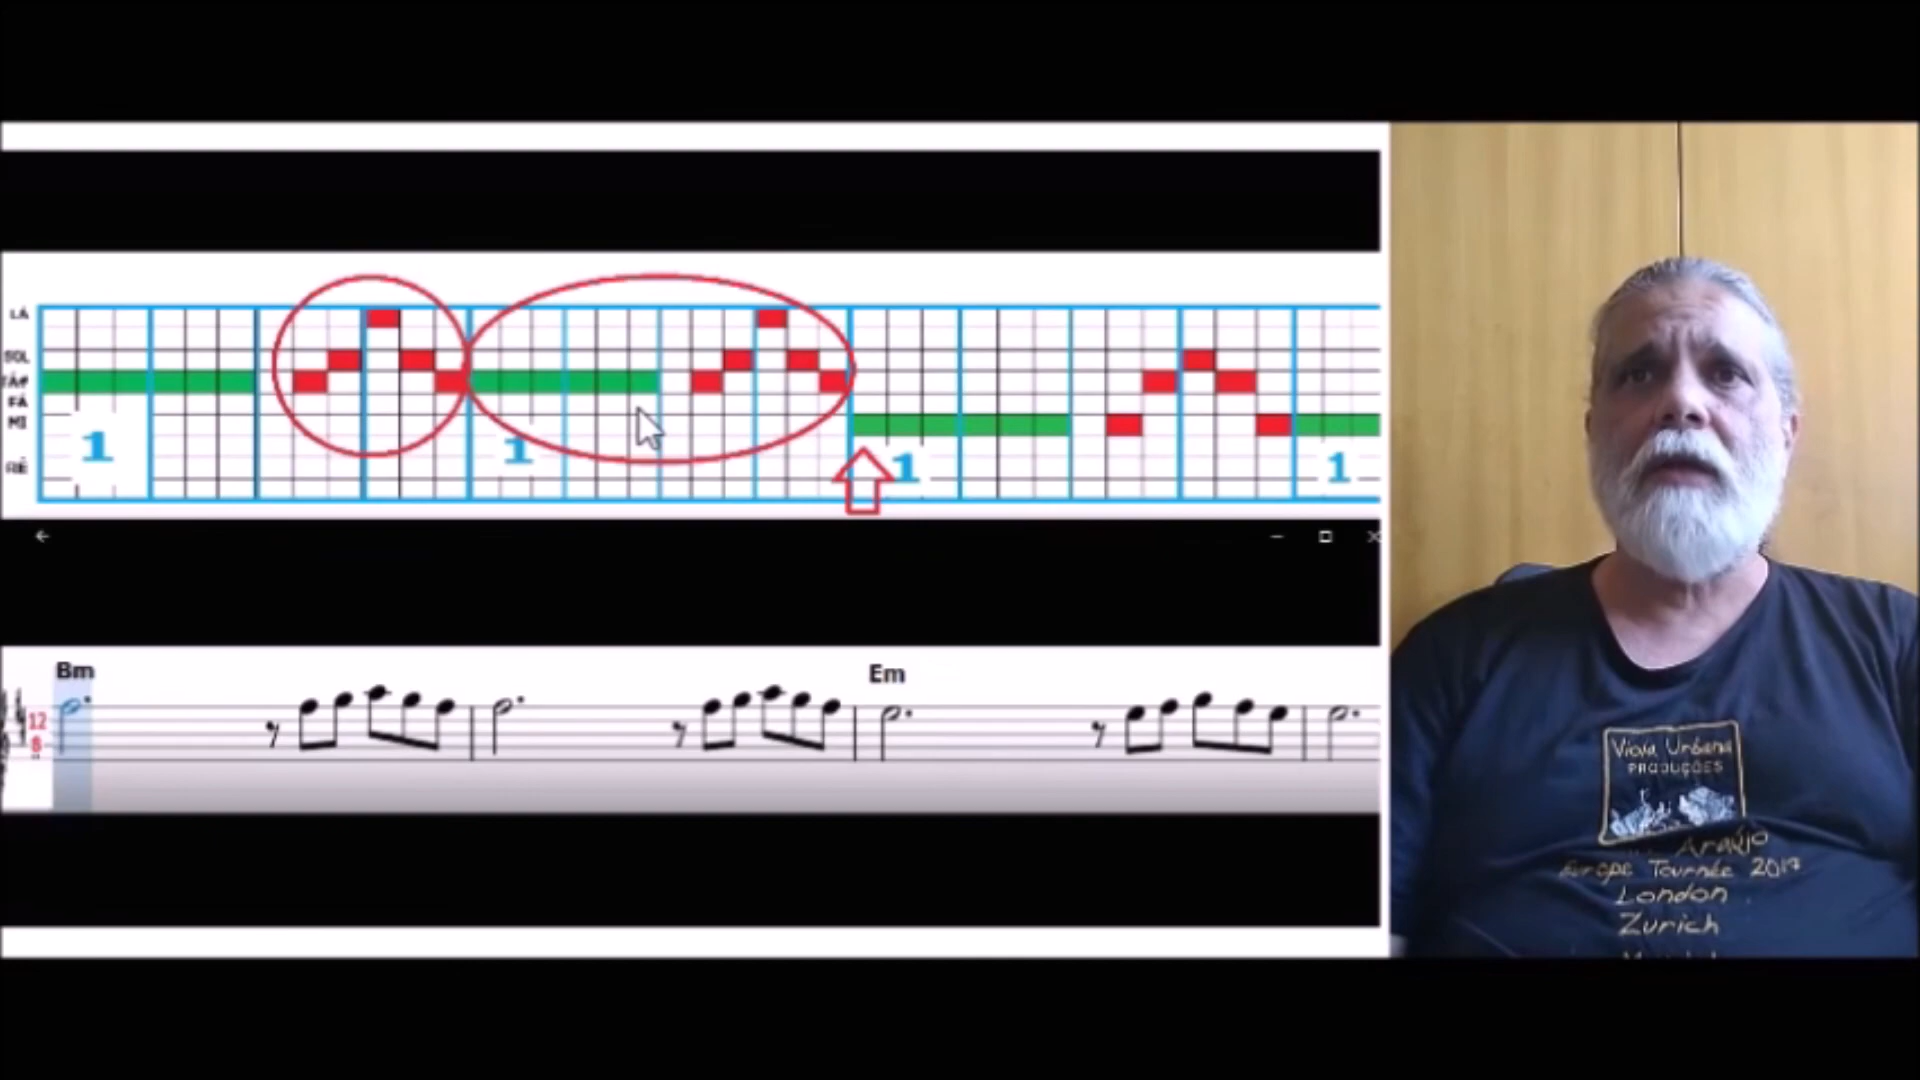 LÁ
SOL
FÁ#
FÁ
MI
RÉ
1
1
1
1
Bm
Em
12
8
Viola Urbana
PRODUÇÕES
Araújo
Europe Tournée 2017
London
Zurich